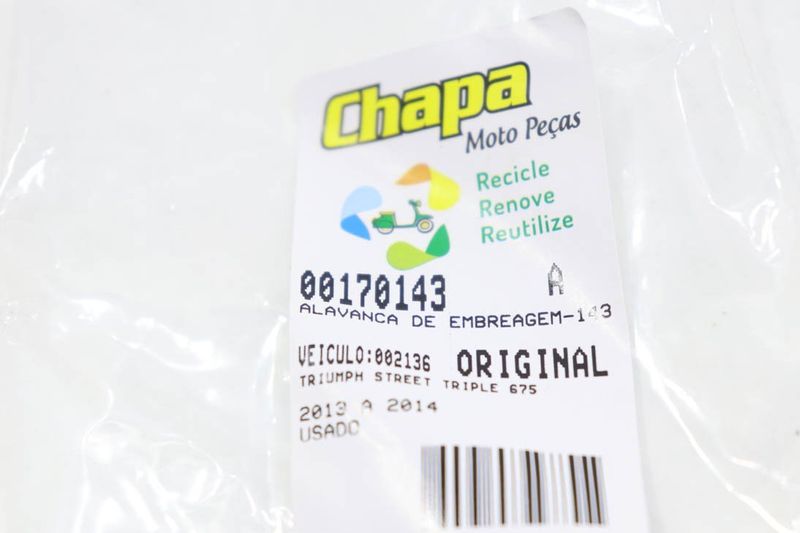 Chapa
Moto Peças
Recicle
Renove
Reutilize
00170143 A
ALAVANCA DE EMBREAGEM-143
VEICULO:002136 ORIGINAL
TRIUMPH STREET TRIPLE 675
2013 A 2014
USADO